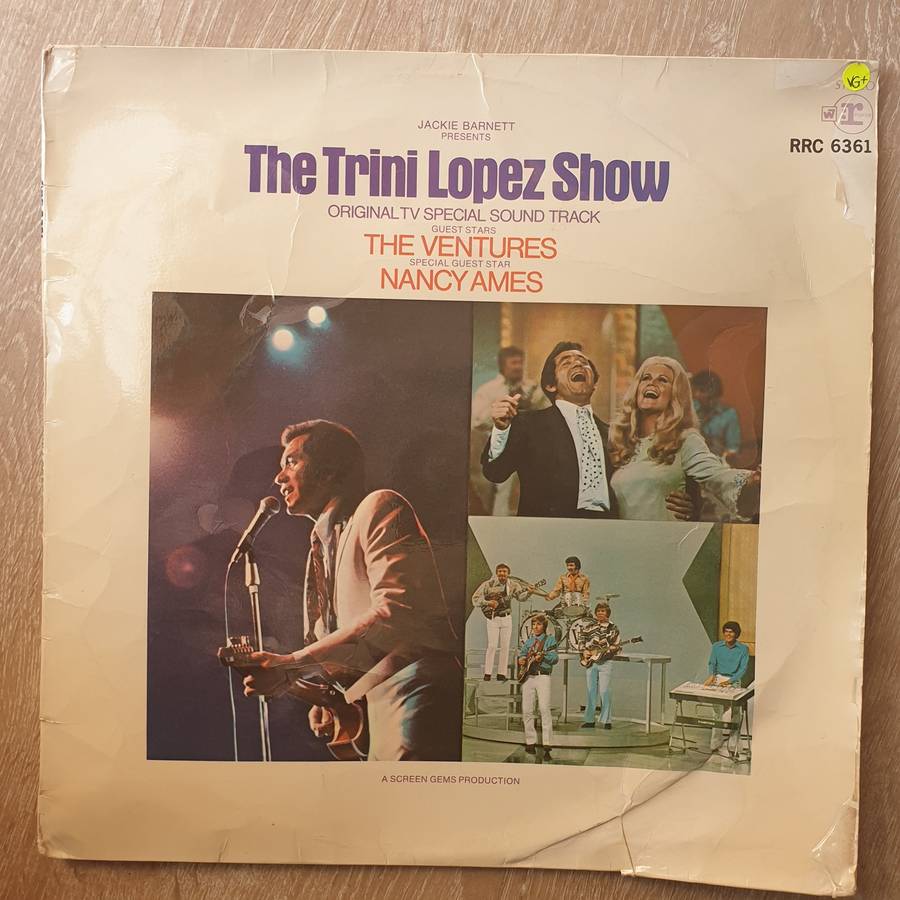 VG+
RRC 6361
JACKIE BARNETT
PRESENTS
The Trini Lopez Show
ORIGINAL TV SPECIAL SOUND TRACK
GUEST STARS
THE VENTURES
SPECIAL GUEST STAR
NANCY AMES
A SCREEN GEMS PRODUCTION